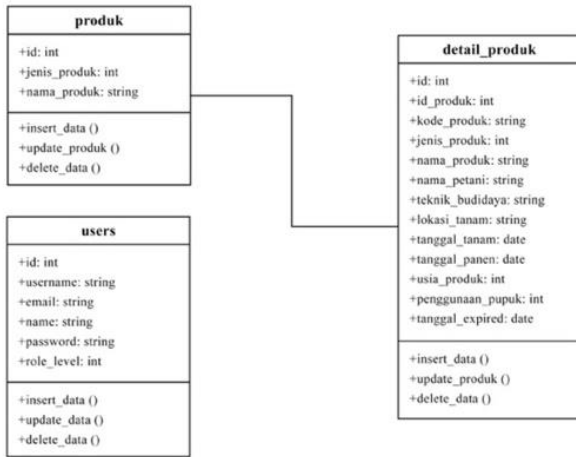 produk
+id: int
+jenis_produk: int
+nama_produk: string
+insert_data ()
+update_produk ()
+delete_data ()
users
+id: int
+username: string
+email: string
+name: string
+password: string
+role_level: int
+insert_data ()
+update_data ()
+delete_data ()
detail_produk
+id: int
+id_produk: int
+kode_produk: string
+jenis_produk: int
+nama_produk: string
+nama_petani: string
+teknik_budidaya: string
+lokasi_tanam: string
+tanggal_tanam: date
+tanggal_panen: date
+usia_produk: int
+penggunaan_pupuk: int
+tanggal_expired: date
+insert_data ()
+update_produk ()
+delete_data ()